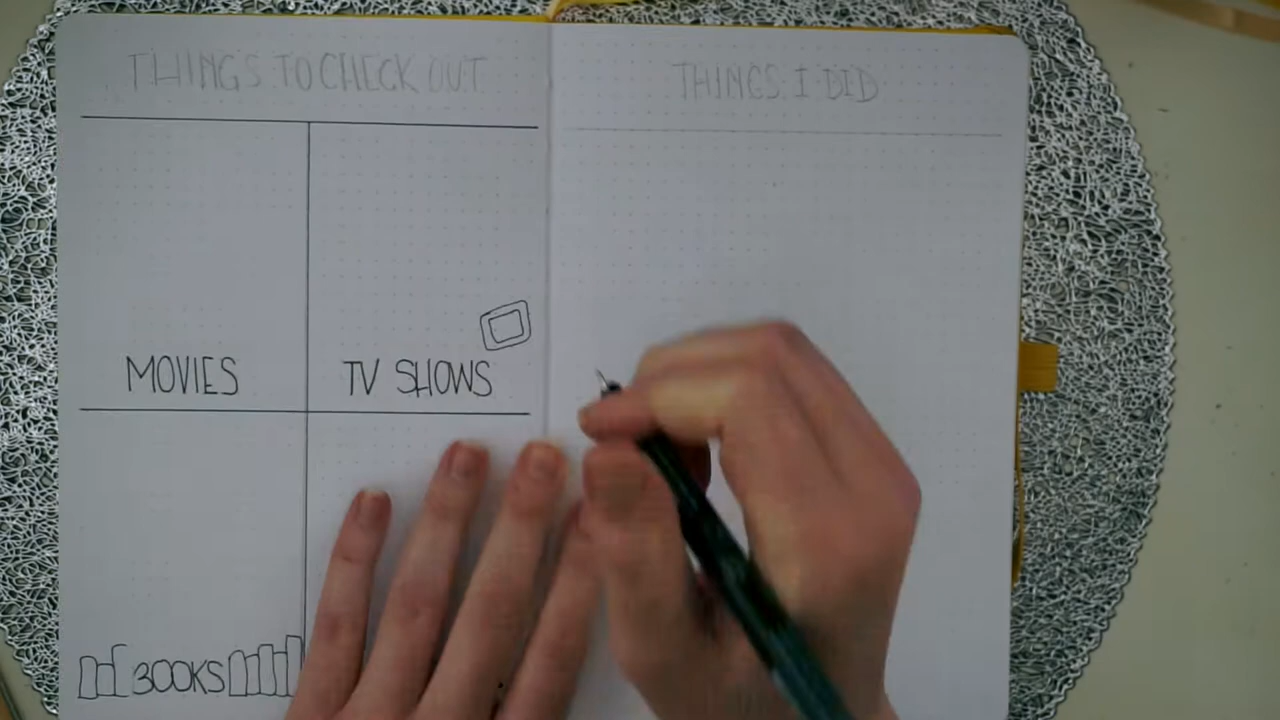 THINGS TO CHECK OUT
THINGS I DID
MOVIES
TV SHOWS
BOOKS